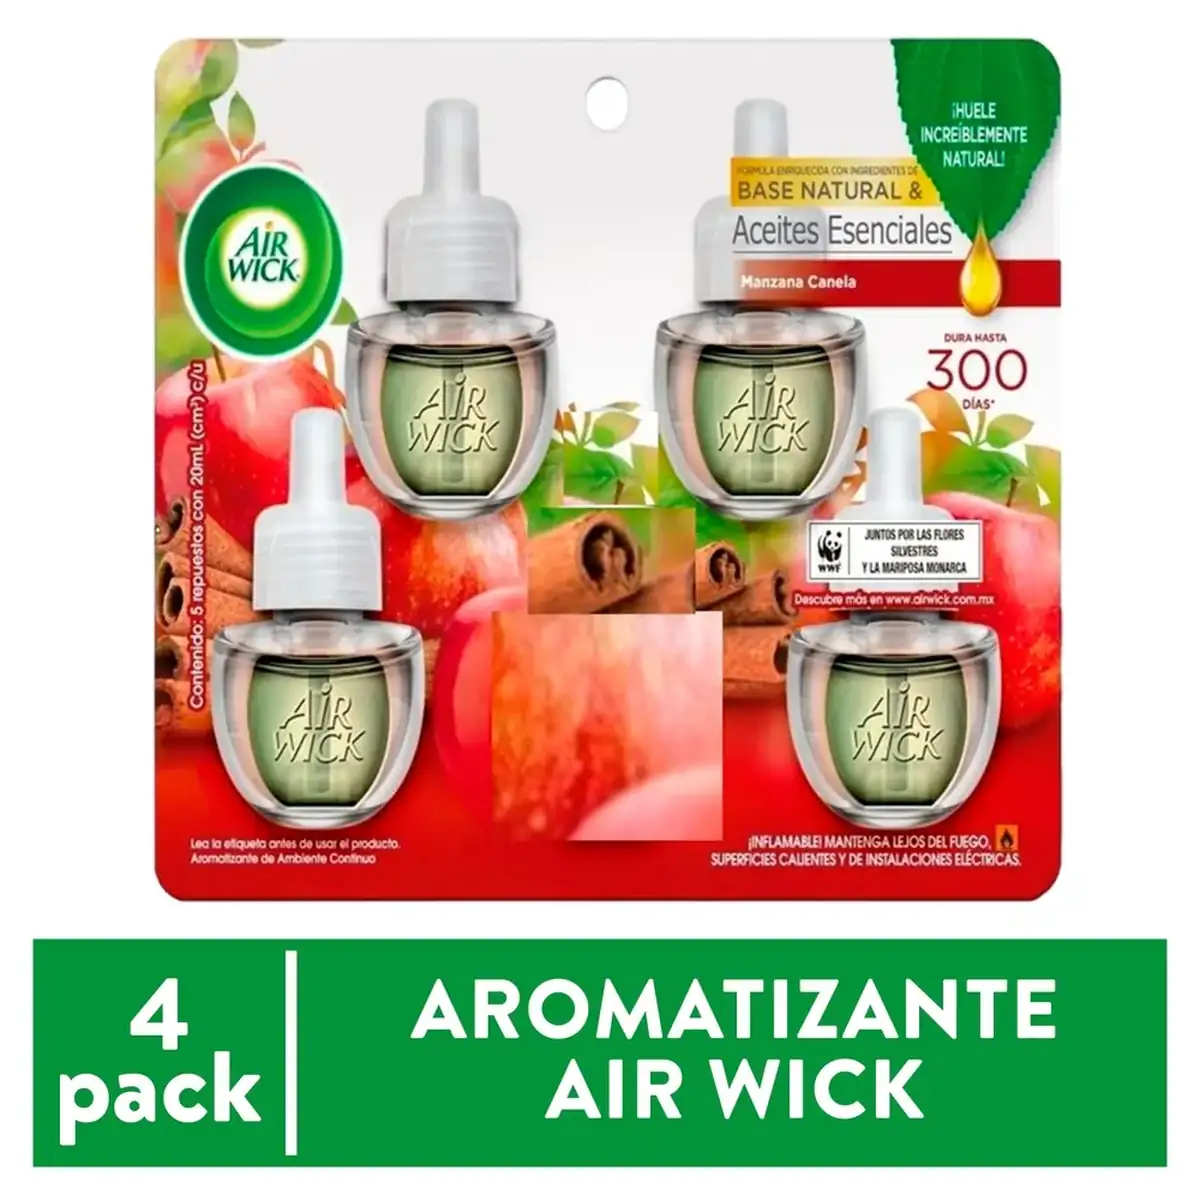 ¡HUELE
INCREÍBLEMENTE
NATURAL!
FÓRMULA ENRIQUECIDA CON INGREDIENTES DE
BASE NATURAL &
Aceites Esenciales
Manzana Canela
AIR
WICK
DURA HASTA
300
DÍAS*
Contenido: 5 repuestos con 20mL (cm³) c/u
AIR
WICK
AIR
WICK
WWF
JUNTOS POR LAS FLORES
SILVESTRES
Y LA MARIPOSA MONARCA
Descubre más en www.airwick.com.mx
AIR
WICK
AIR
WICK
Lea la etiqueta antes de usar el producto.
Aromatizante de Ambiente Continuo
¡INFLAMABLE! MANTENGA LEJOS DEL FUEGO,
SUPERFICIES CALIENTES Y DE INSTALACIONES ELÉCTRICAS.
4
pack
AROMATIZANTE
AIR WICK